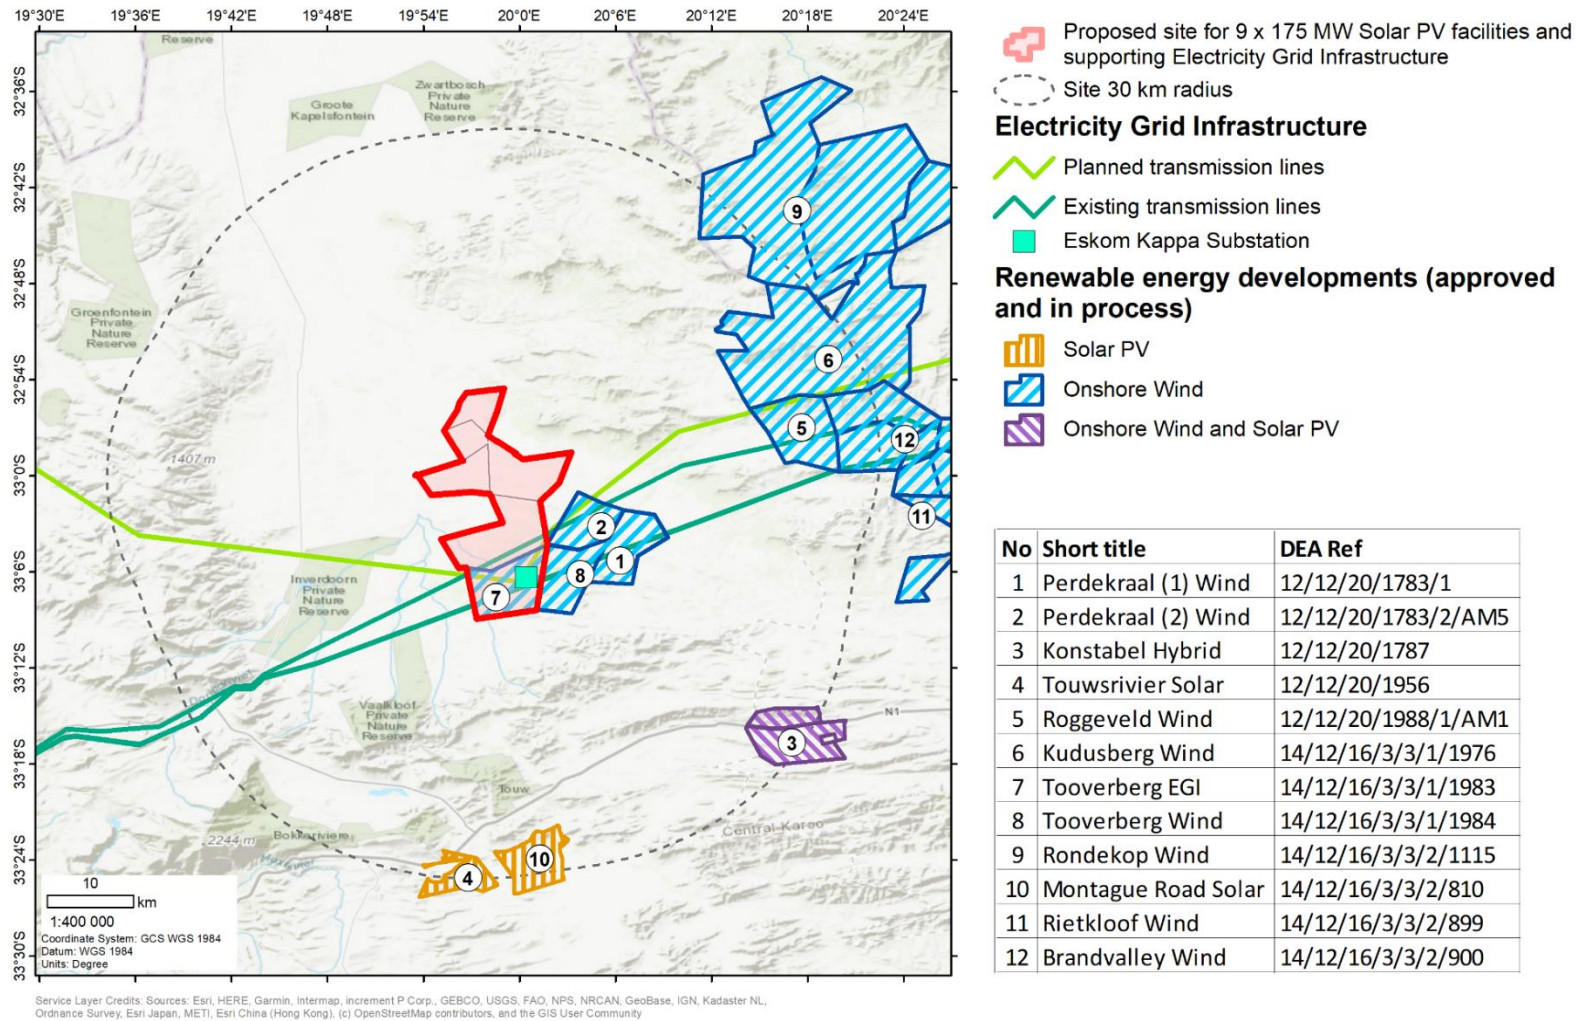 19°30'E 19°42'E 19°48'E 19°54'E 20°0'E 20°6'E 20°12'E 20°18'E 20°24'E
32°36'S
32°42'S
32°48'S
32°54'S
33°0'S
33°6'S
33°12'S
33°18'S
33°24'S
33°30'S
Reserve
Groote
Kapelsfontein
Zwartbosch
Private
Nature
Reserve
Groenfontein
Private
Nature
Reserve
1407 m
Inverdoorn
Private
Nature
Reserve
Vaalkloof
Private
Nature
Reserve
N1
Touw
Bokkeriviere
2244 m
Central Karoo
9
6
5
12
11
2
1
8
7
3
10
4
10
km
1:400 000
Coordinate System: GCS WGS 1984
Datum: WGS 1984
Units: Degree
Proposed site for 9 x 175 MW Solar PV facilities and
supporting Electricity Grid Infrastructure
Site 30 km radius
Electricity Grid Infrastructure
Planned transmission lines
Existing transmission lines
Eskom Kappa Substation
Renewable energy developments (approved
and in process)
Solar PV
Onshore Wind
Onshore Wind and Solar PV
No Short title DEA Ref
1 Perdekraal (1) Wind 12/12/20/1783/1
2 Perdekraal (2) Wind 12/12/20/1783/2/AM5
3 Konstabel Hybrid 12/12/20/1787
4 Touwsrivier Solar 12/12/20/1956
5 Roggeveld Wind 12/12/20/1988/1/AM1
6 Kudusberg Wind 14/12/16/3/3/1/1976
7 Tooverberg EGI 14/12/16/3/3/1/1983
8 Tooverberg Wind 14/12/16/3/3/1/1984
9 Rondekop Wind 14/12/16/3/3/2/1115
10 Montague Road Solar 14/12/16/3/3/2/810
11 Rietkloof Wind 14/12/16/3/3/2/899
12 Brandvalley Wind 14/12/16/3/3/2/900
Service Layer Credits: Sources: Esri, HERE, Garmin, Intermap, increment P Corp., GEBCO, USGS, FAO, NPS, NRCAN, GeoBase, IGN, Kadaster NL,
Ordnance Survey, Esri Japan, METI, Esri China (Hong Kong), (c) OpenStreetMap contributors, and the GIS User Community